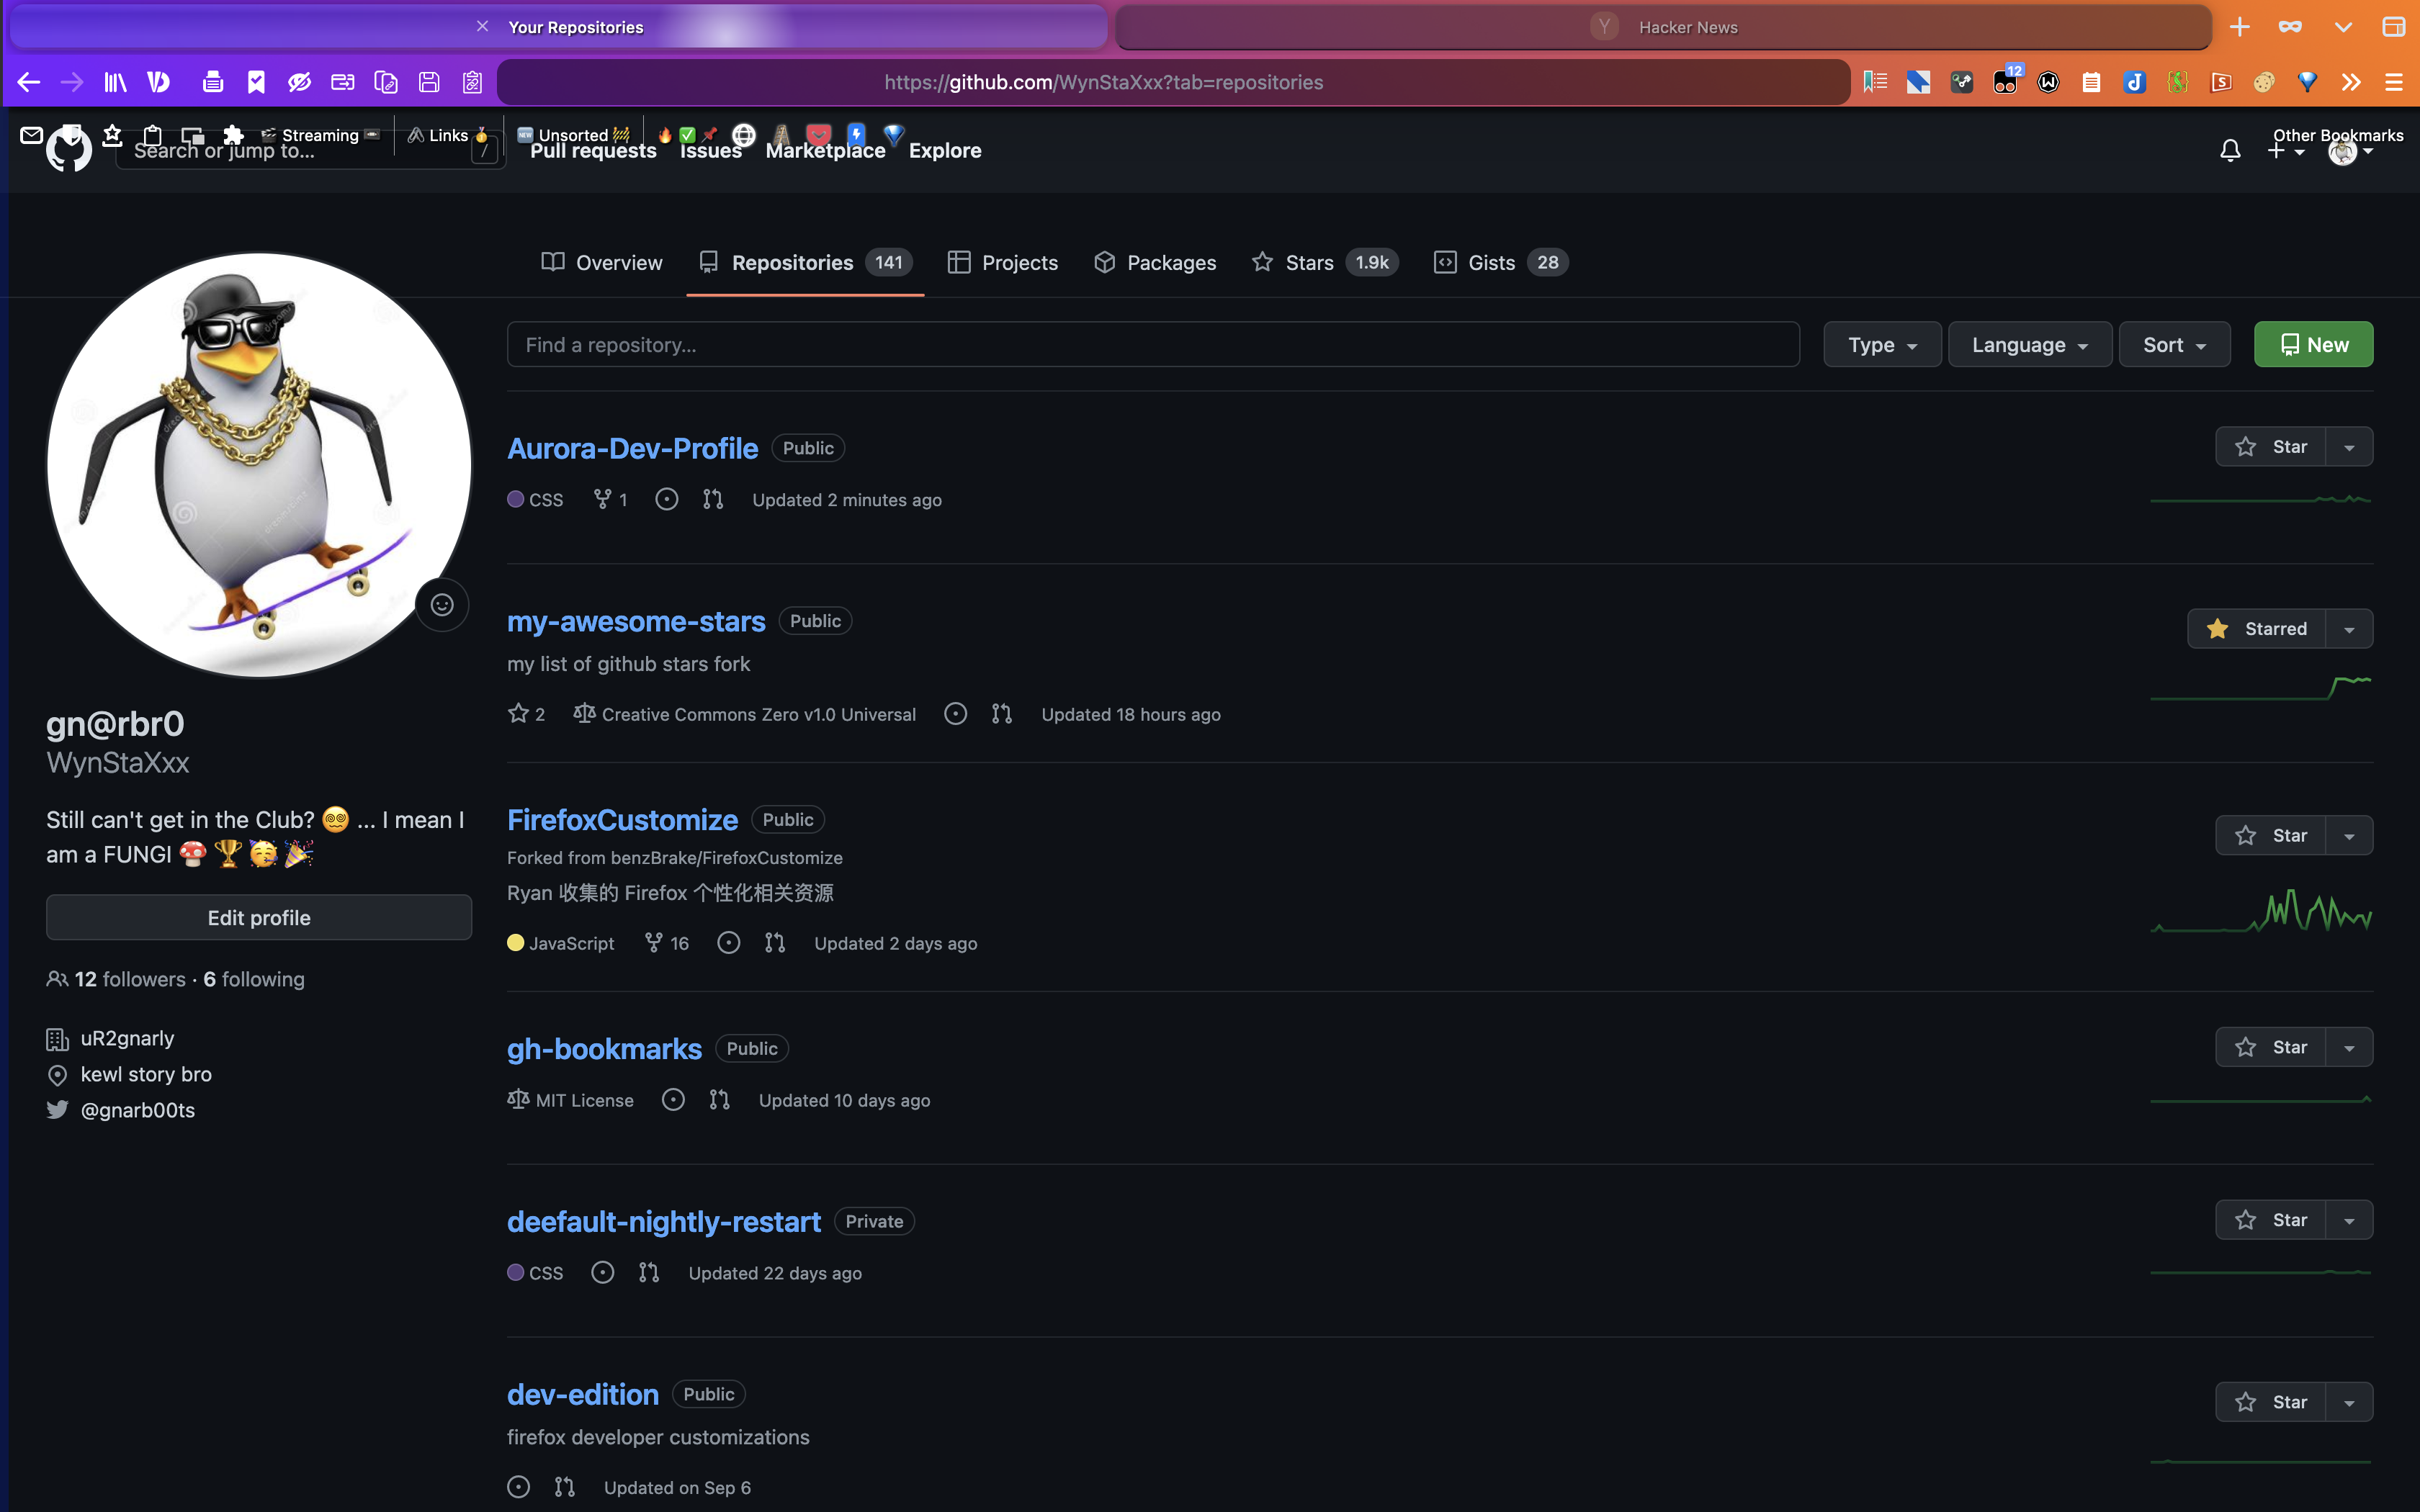 Your Repositories
Y Hacker News
https://github.com/WynStaXxx?tab=repositories
12
Streaming
Links
Unsorted
Other Bookmarks
Search or jump to...
/
Pull requests Issues Marketplace Explore
Overview
Repositories 141
Projects
Packages
Stars 1.9k
Gists 28
Find a repository...
Type
Language
Sort
New
Aurora-Dev-Profile Public
Star
CSS 1 Updated 2 minutes ago
my-awesome-stars Public
Starred
my list of github stars fork
2 Creative Commons Zero v1.0 Universal Updated 18 hours ago
gn@rbr0
WynStaXxx
Still can't get in the Club? 😵‍💫 ... I mean I
am a FUNGI 🍄 🏆 🥳 🎉
Edit profile
12 followers · 6 following
uR2gnarly
kewl story bro
@gnarb00ts
FirefoxCustomize Public
Star
Forked from benzBrake/FirefoxCustomize
Ryan 收集的 Firefox 个性化相关资源
JavaScript 16 Updated 2 days ago
gh-bookmarks Public
Star
MIT License Updated 10 days ago
deefault-nightly-restart Private
Star
CSS Updated 22 days ago
dev-edition Public
Star
firefox developer customizations
Updated on Sep 6